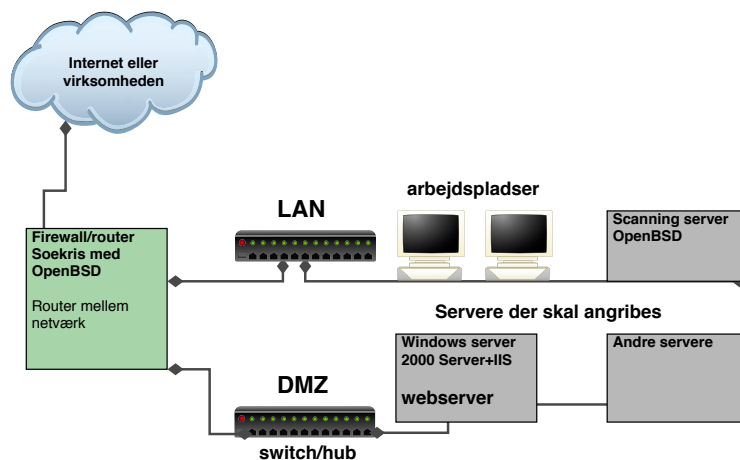 Internet eller
virksomheden
arbejdspladser
LAN
Scanning server
OpenBSD
Firewall/router
Soekris med
OpenBSD
Router mellem
netværk
Servere der skal angribes
Windows server
2000 Server+IIS
webserver
Andre servere
DMZ
switch/hub